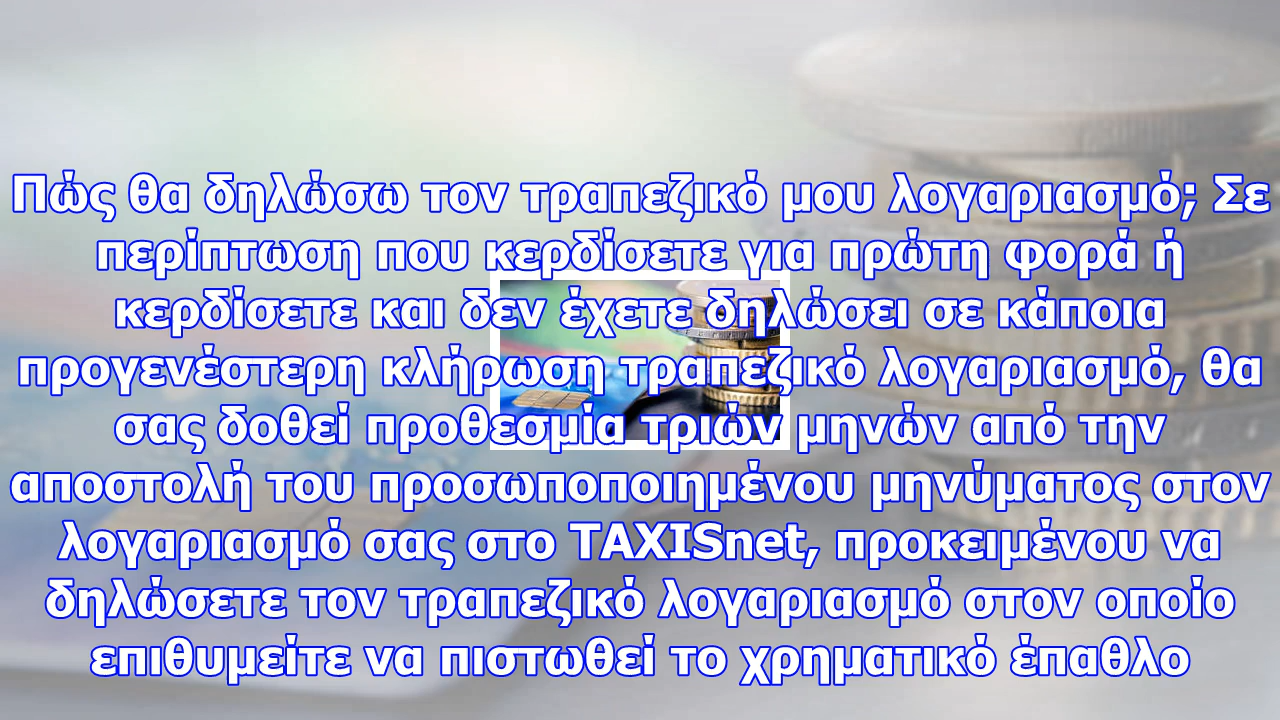 Πώς θα δηλώσω τον τραπεζικό μου λογαριασμό; Σε
περίπτωση που κερδίσετε για πρώτη φορά ή
κερδίσετε και δεν έχετε δηλώσει σε κάποια
προγενέστερη κλήρωση τραπεζικό λογαριασμό, θα
σας δοθεί προθεσμία τριών μηνών από την
αποστολή του προσωποποιημένου μηνύματος στον
λογαριασμό σας στο TAXISnet, προκειμένου να
δηλώσετε τον τραπεζικό λογαριασμό στον οποίο
επιθυμείτε να πιστωθεί το χρηματικό έπαθλο